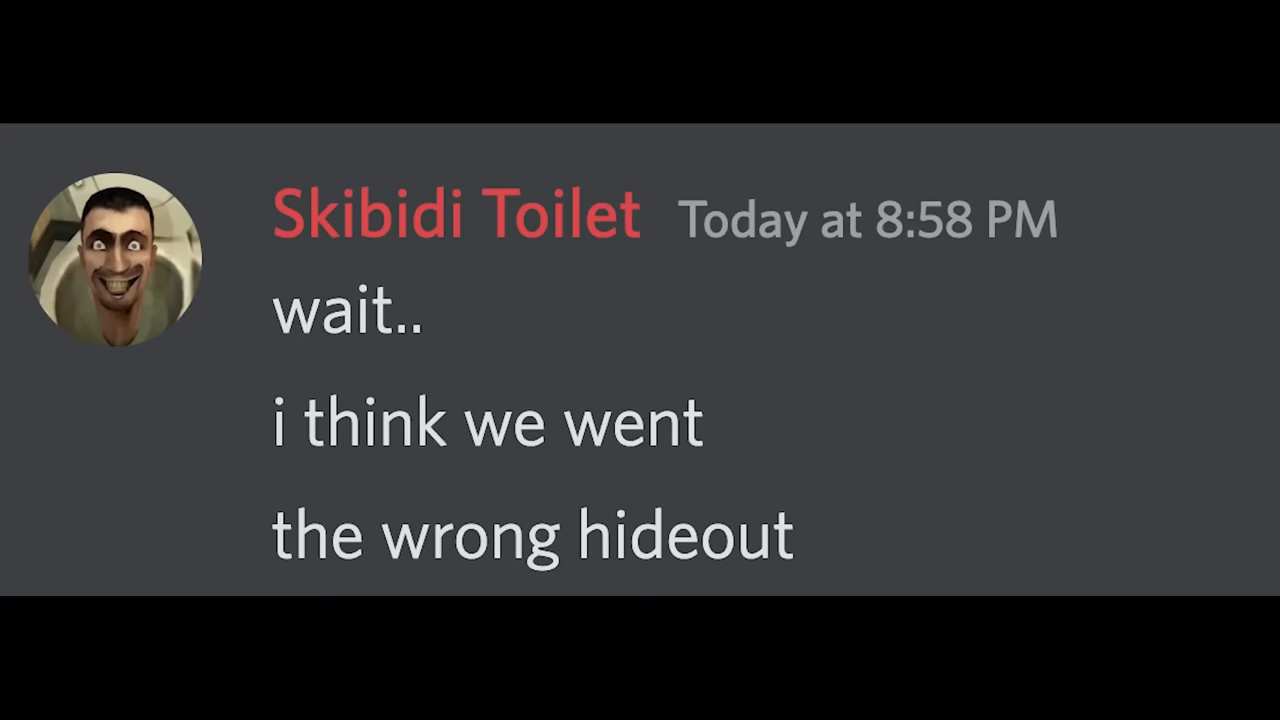 Skibidi Toilet Today at 8:58 PM
wait..
i think we went
the wrong hideout